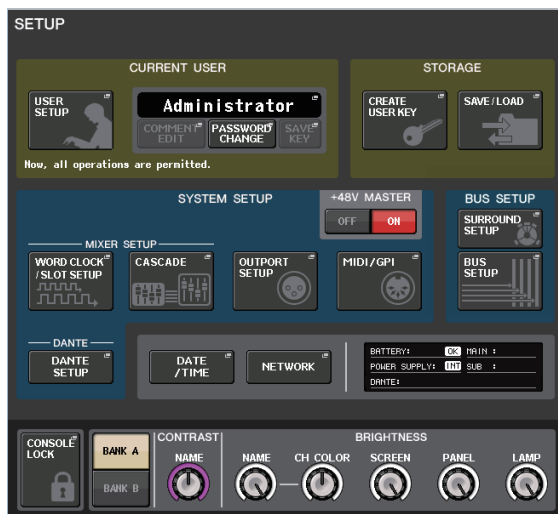 SETUP
CURRENT USER
STORAGE
USER
SETUP
Administrator
COMMENT
EDIT
PASSWORD
CHANGE
SAVE
KEY
CREATE
USER KEY
SAVE/LOAD
Now, all operations are permitted.
SYSTEM SETUP
+48V MASTER
OFF
ON
BUS SETUP
SURROUND
SETUP
MIXER SETUP
WORD CLOCK
/SLOT SETUP
CASCADE
OUTPORT
SETUP
MIDI/GPI
BUS
SETUP
DANTE
DANTE
SETUP
DATE
/TIME
NETWORK
BATTERY: OK MAIN :
POWER SUPPLY: INT SUB :
DANTE:
CONSOLE
LOCK
BANK A
BANK B
CONTRAST
NAME
BRIGHTNESS
NAME CH COLOR SCREEN PANEL LAMP